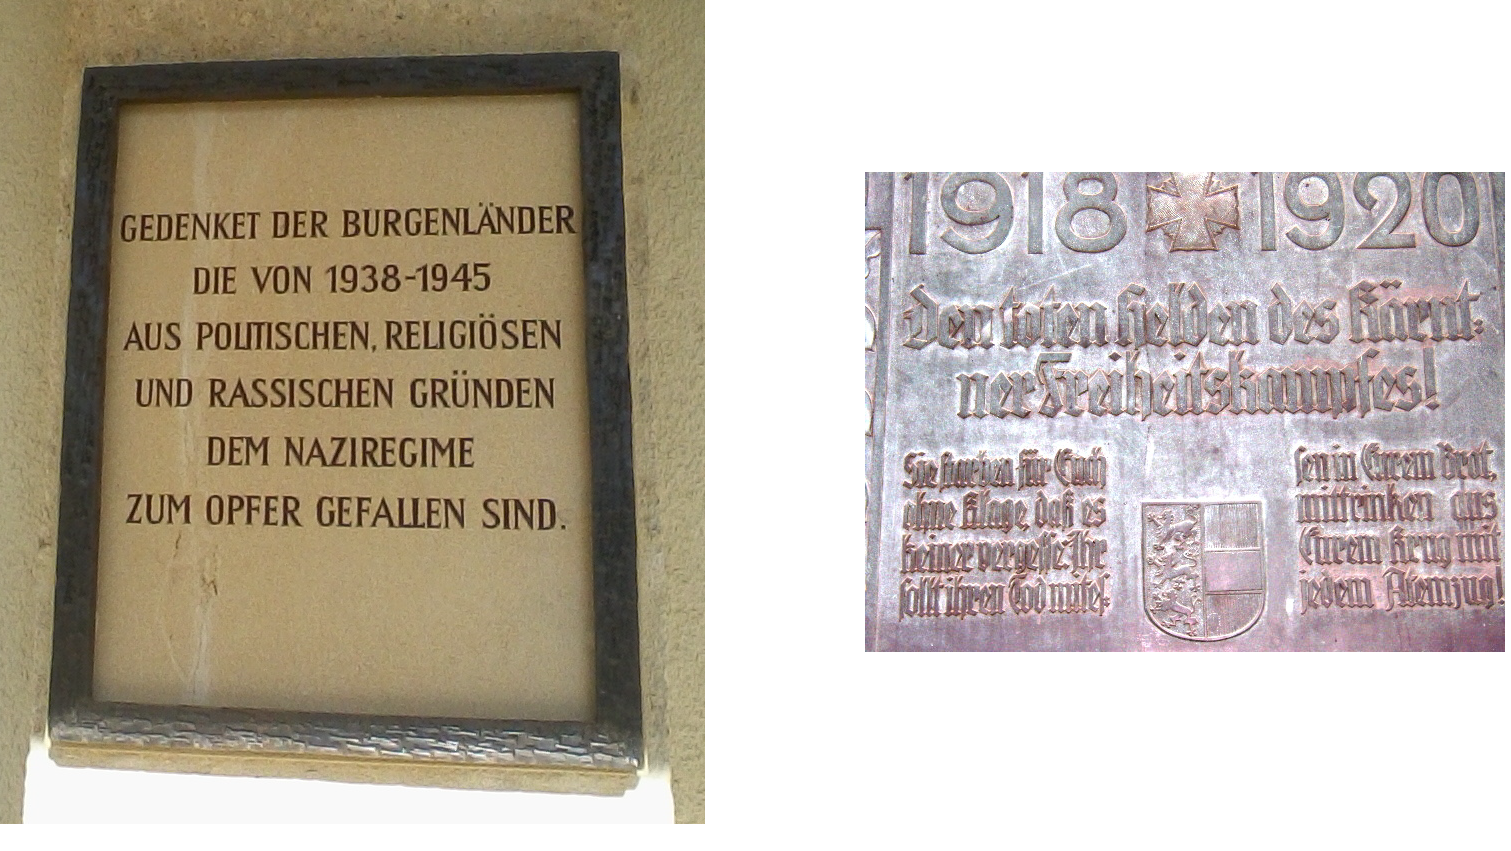 GEDENKET DER BURGENLÄNDER
DIE VON 1938-1945
AUS POLITISCHEN, RELIGIÖSEN
UND RASSISCHEN GRÜNDEN
DEM NAZIREGIME
ZUM OPFER GEFALLEN SIND.
1918 1920
Den toten Helden des Kärnt:
ner Freiheitskampfes!
Sie starben für Euch
ohne Klage, daß es
keiner vergesse: Ihr
sollt ihren Tod mites:
sen in Eurem Brot,
mittrinken aus
Eurem Krug mit
jedem Atemzug!